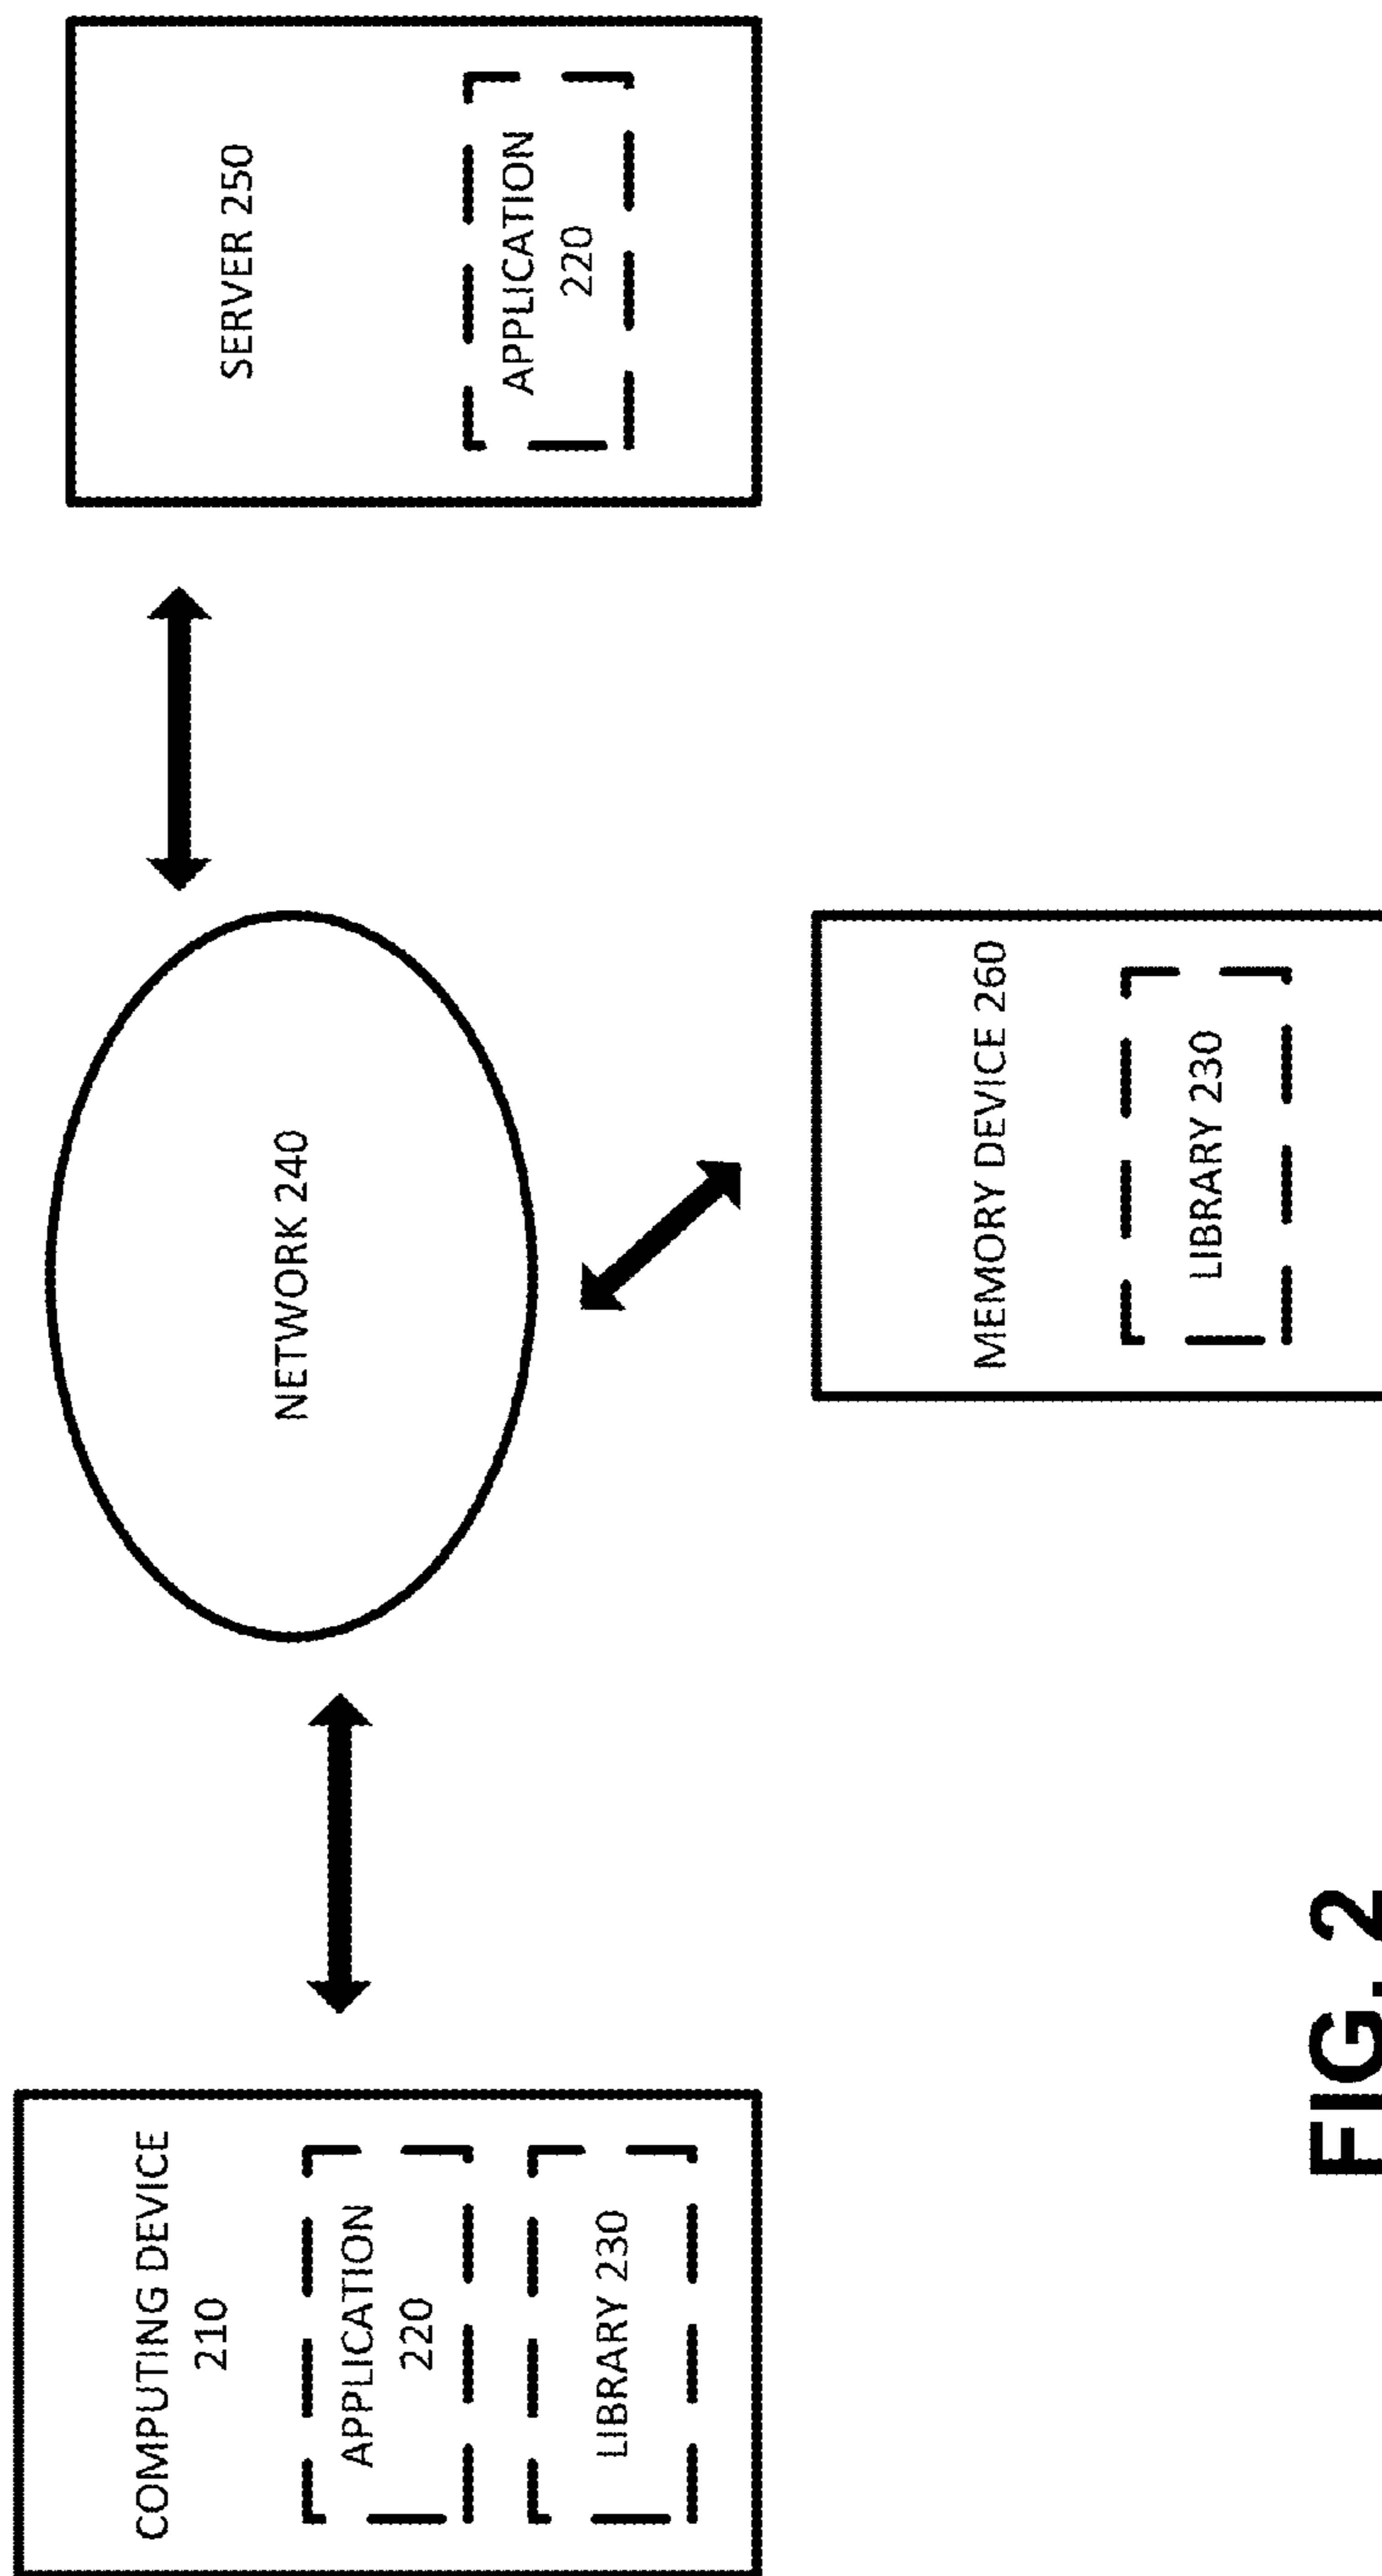 COMPUTING DEVICE
210
APPLICATION
220
LIBRARY 230
NETWORK 240
SERVER 250
APPLICATION
220
MEMORY DEVICE 260
LIBRARY 230
FIG. 2